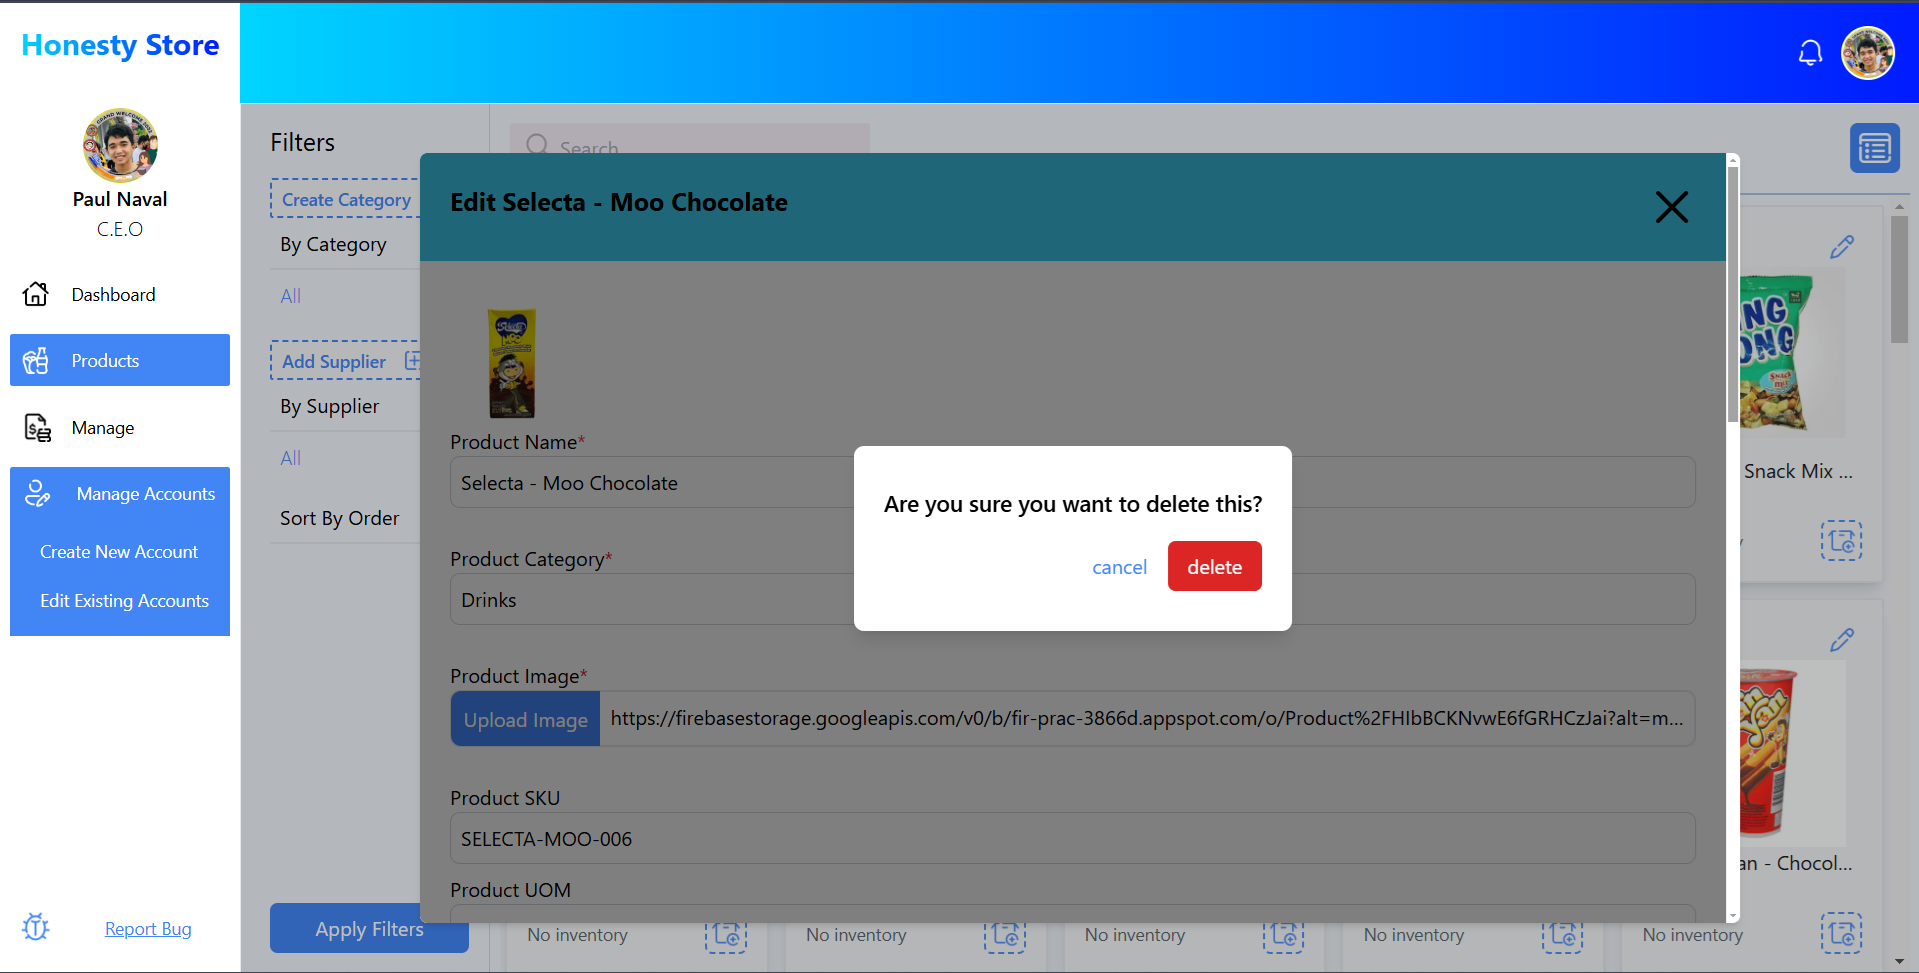 Honesty Store
Paul Naval
C.E.O
Dashboard
Products
Manage
Manage Accounts
Create New Account
Edit Existing Accounts
Report Bug
Filters
Create Category
By Category
All
Add Supplier
By Supplier
All
Sort By Order
Apply Filters
Search
Edit Selecta - Moo Chocolate
Product Name*
Selecta - Moo Chocolate
Product Category*
Drinks
Product Image*
Upload Image
https://firebasestorage.googleapis.com/v0/b/fir-prac-3866d.appspot.com/o/Product%2FHIbBCKNvwE6fGRHCzJai?alt=m...
Product SKU
SELECTA-MOO-006
Product UOM
Are you sure you want to delete this?
cancel
delete
Snack Mix ...
an - Chocol...
No inventory
No inventory
No inventory
No inventory
No inventory